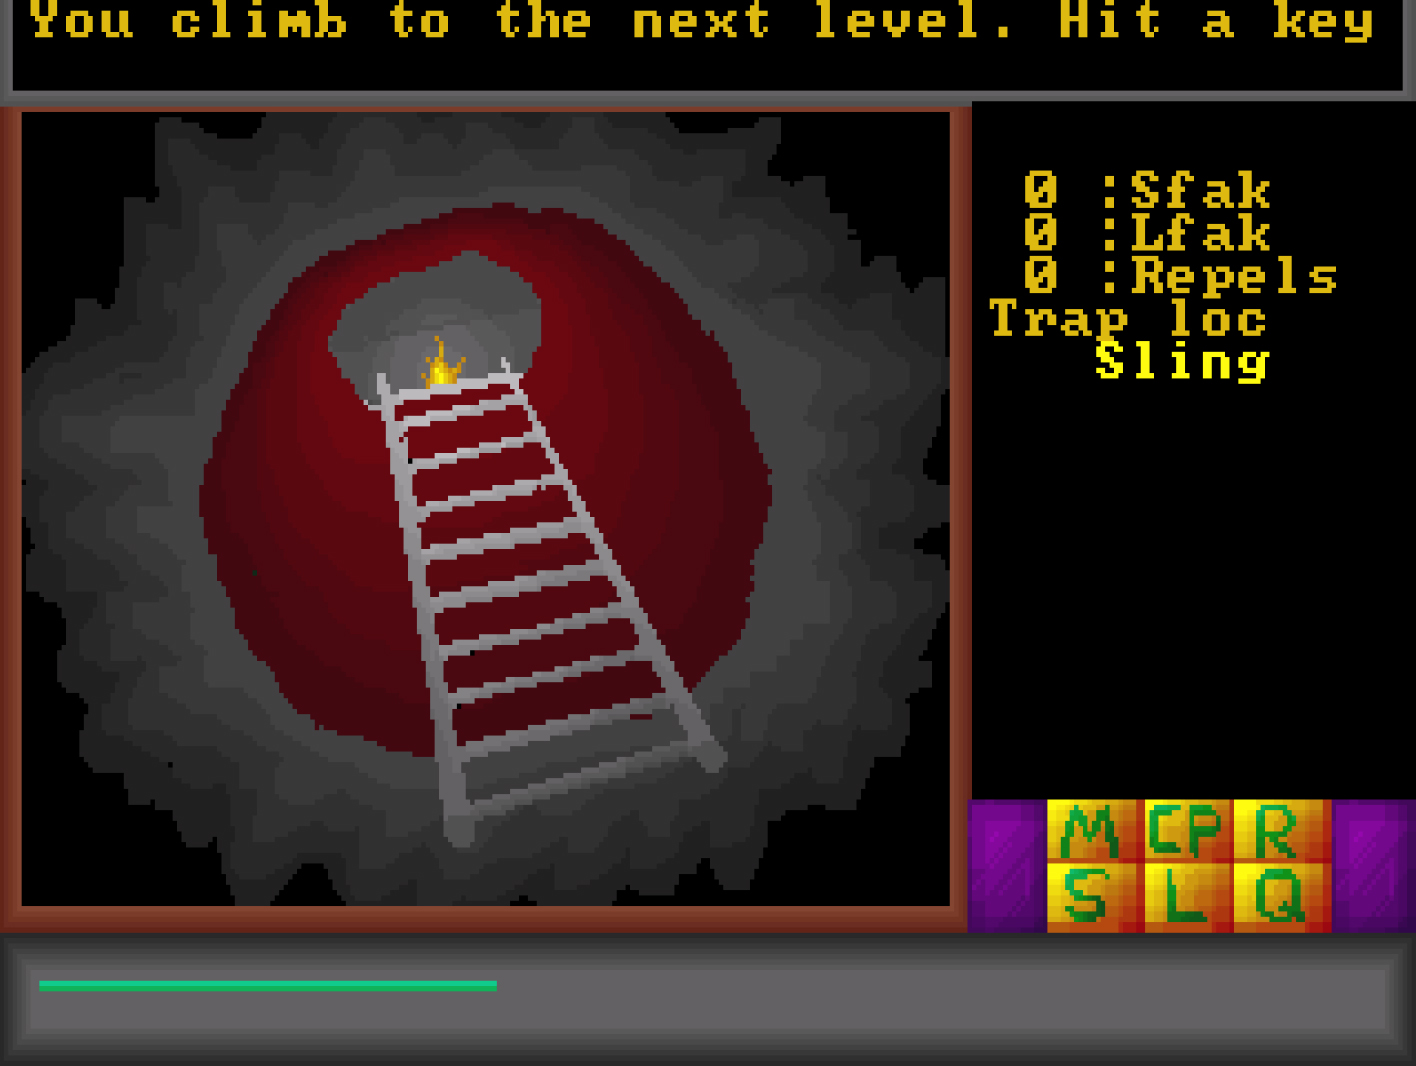 You climb to the next level. Hit a key
0 :Sfak
0 :Lfak
0 :Repels
Trap loc
Sling
M CP R
S L Q